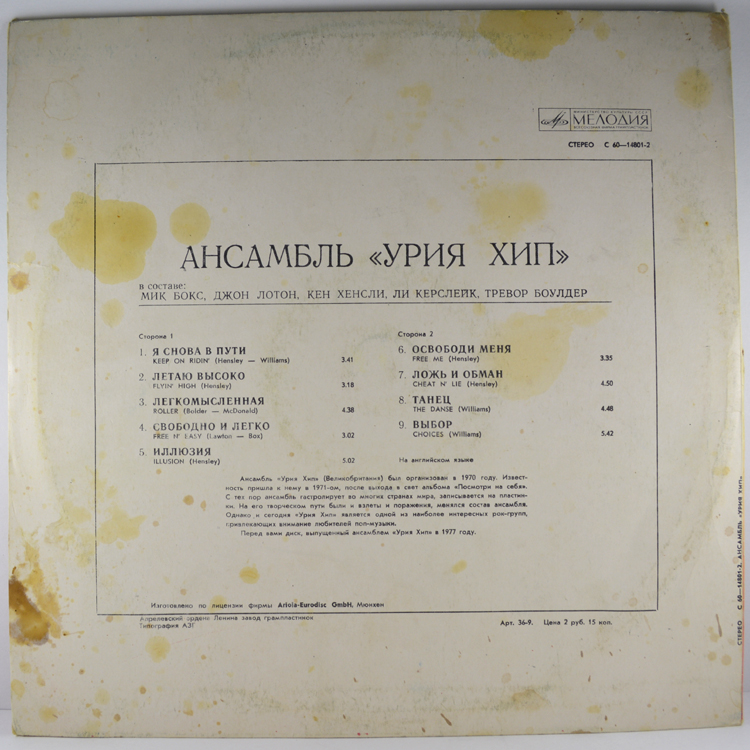 МИНИСТЕРСТВО КУЛЬТУРЫ СССР
МЕЛОДИЯ
ВСЕСОЮЗНАЯ ФИРМА ГРАМПЛАСТИНОК
СТЕРЕО С 60—14801-2
АНСАМБЛЬ «УРИЯ ХИП»
в составе:
МИК БОКС, ДЖОН ЛОТОН, КЕН ХЕНСЛИ, ЛИ КЕРСЛЕЙК, ТРЕВОР БОУЛДЕР
Сторона 1
1. Я СНОВА В ПУТИ
KEEP ON RIDIN' (Hensley — Williams) 3.41
2. ЛЕТАЮ ВЫСОКО
FLYIN' HIGH (Hensley) 3.18
3. ЛЕГКОМЫСЛЕННАЯ
ROLLER (Bolder — McDonald) 4.38
4. СВОБОДНО И ЛЕГКО
FREE N' EASY (Lawton — Box) 3.02
5. ИЛЛЮЗИЯ
ILLUSION (Hensley) 5.02
Сторона 2
6. ОСВОБОДИ МЕНЯ
FREE ME (Hensley) 3.35
7. ЛОЖЬ И ОБМАН
CHEAT N' LIE (Hensley) 4.50
8. ТАНЕЦ
THE DANSE (Williams) 4.48
9. ВЫБОР
CHOICES (Williams) 5.42
На английском языке
Ансамбль «Урия Хип» (Великобритания) был организован в 1970 году. Извест-
ность пришла к нему в 1971-ом, после выхода в свет альбома «Посмотри на себя».
С тех пор ансамбль гастролирует во многих странах мира, записывается на пластин-
ки. На его творческом пути были и взлеты и поражения, менялся состав ансамбля.
Однако и сегодня «Урия Хип» является одной из наиболее интересных рок-групп,
привлекающих внимание любителей поп-музыки.
Перед вами диск, выпущенный ансамблем «Урия Хип» в 1977 году.
Изготовлено по лицензии фирмы Ariola-Eurodisc GmbH, Мюнхен
Апрелевский ордена Ленина завод грампластинок
Типография АЗГ
Арт. 36-9. Цена 2 руб. 15 коп.
СТЕРЕО С 60—14801-2. АНСАМБЛЬ «УРИЯ ХИП»